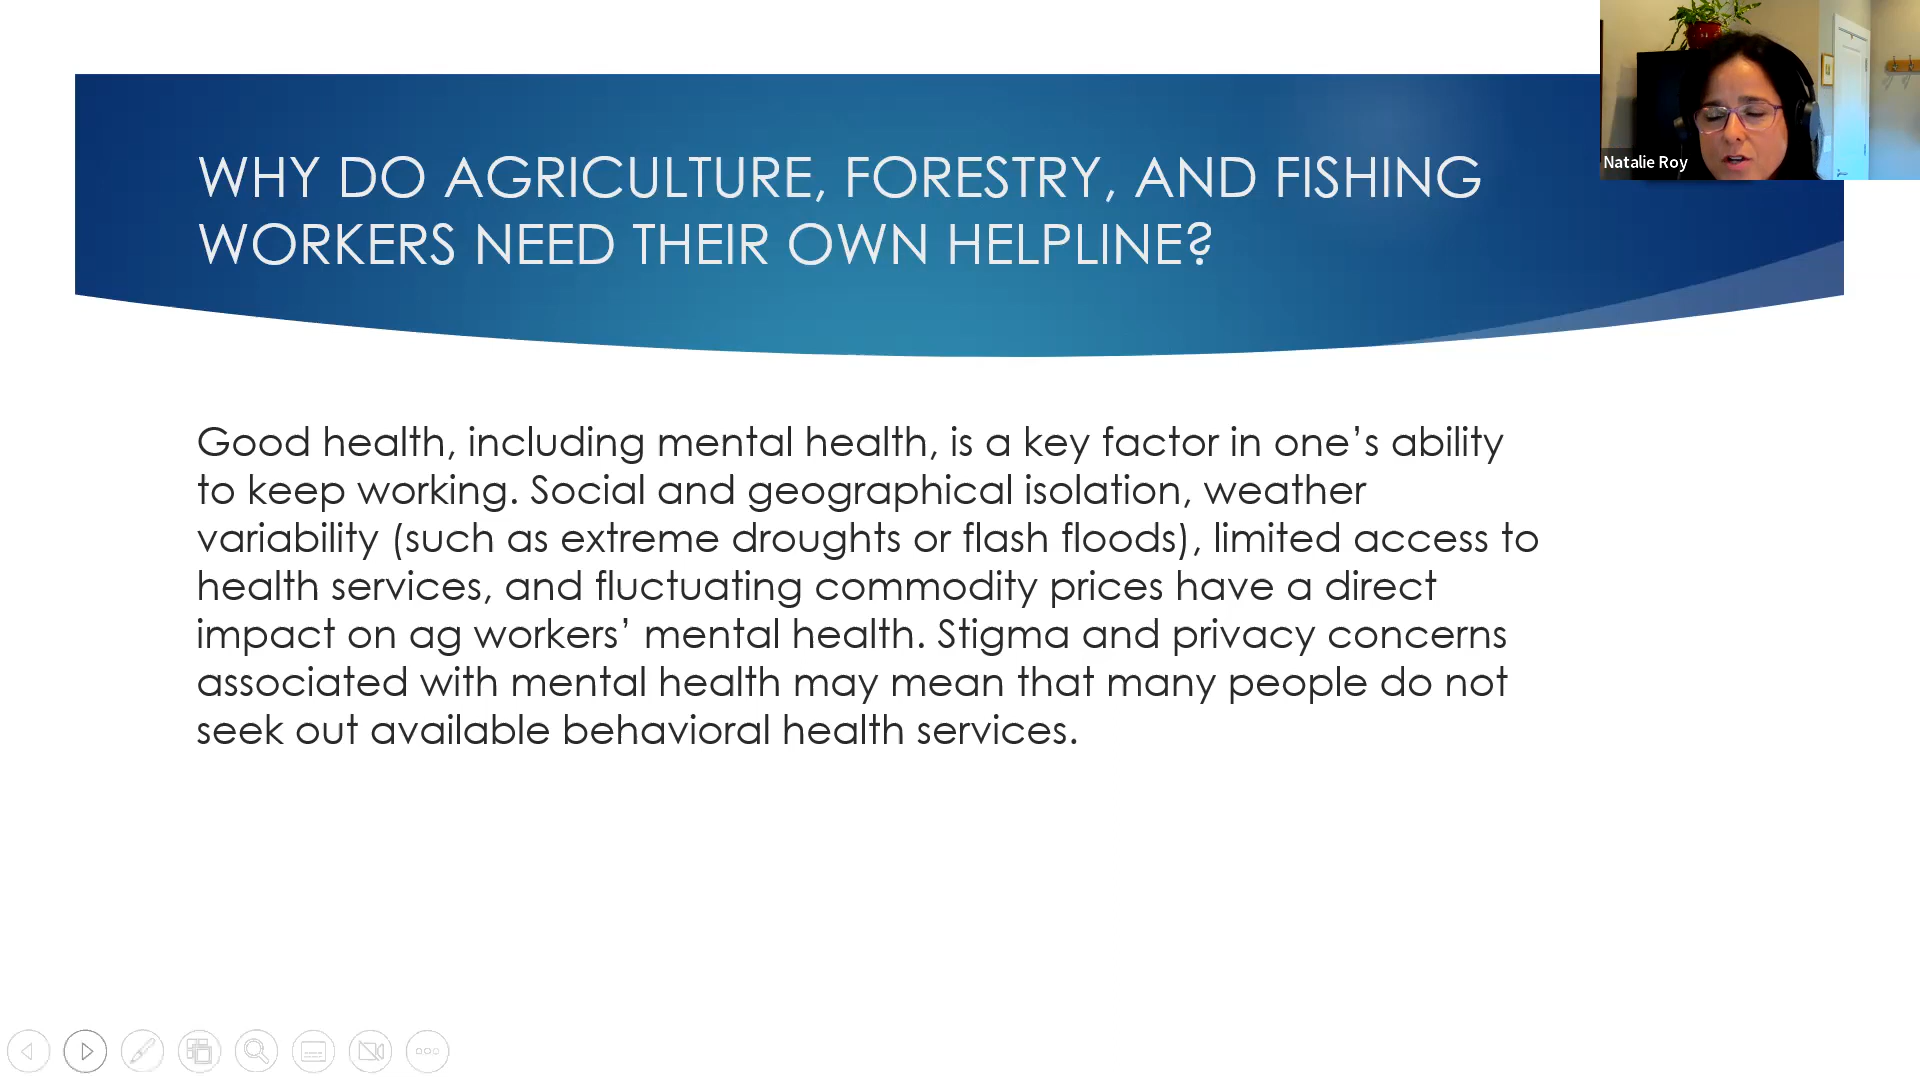 WHY DO AGRICULTURE, FORESTRY, AND FISHING
WORKERS NEED THEIR OWN HELPLINE?
Natalie Roy
Good health, including mental health, is a key factor in one’s ability
to keep working. Social and geographical isolation, weather
variability (such as extreme droughts or flash floods), limited access to
health services, and fluctuating commodity prices have a direct
impact on ag workers’ mental health. Stigma and privacy concerns
associated with mental health may mean that many people do not
seek out available behavioral health services.